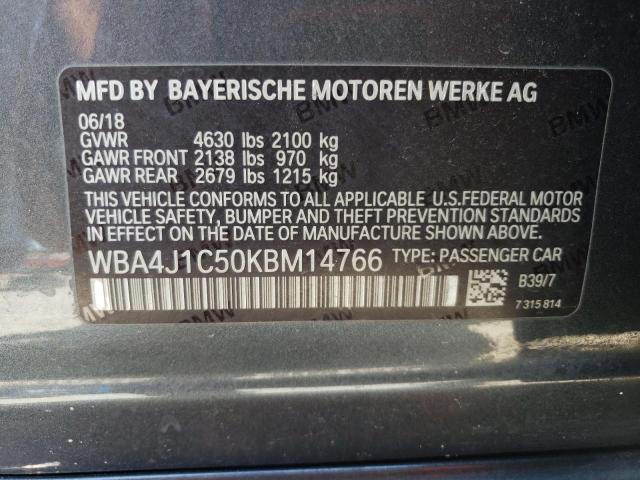 MFD BY BAYERISCHE MOTOREN WERKE AG
06/18
GVWR 4630 lbs 2100 kg
GAWR FRONT 2138 lbs 970 kg
GAWR REAR 2679 lbs 1215 kg
THIS VEHICLE CONFORMS TO ALL APPLICABLE U.S.FEDERAL MOTOR
VEHICLE SAFETY, BUMPER AND THEFT PREVENTION STANDARDS
IN EFFECT ON THE DATE OF MANUFACTURE SHOWN ABOVE.
WBA4J1C50KBM14766 TYPE: PASSENGER CAR
B39/7
7 315 814